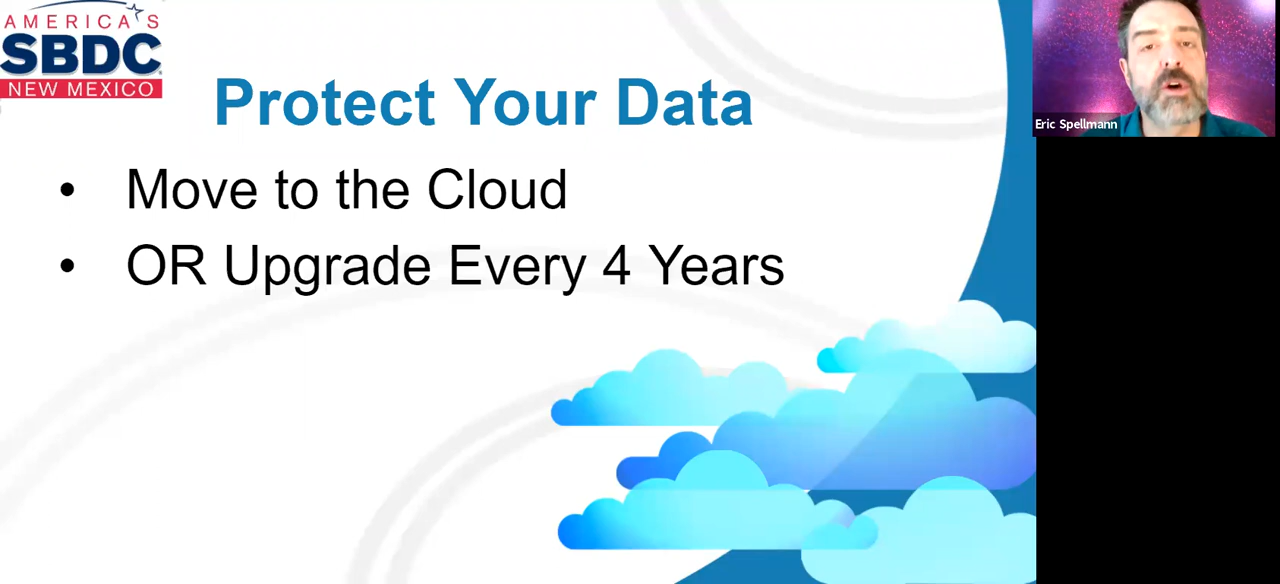 AMERICA'S
SBDC
NEW MEXICO
Protect Your Data
• Move to the Cloud
• OR Upgrade Every 4 Years
Eric Spellmann